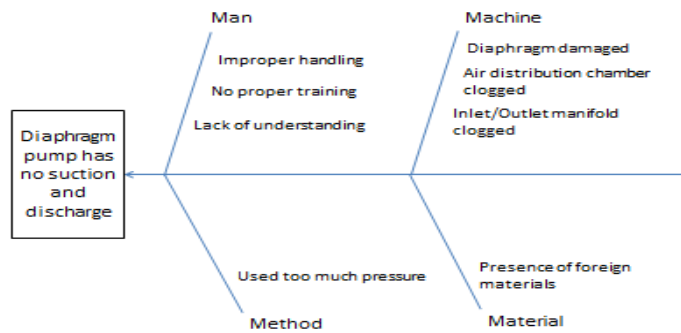 Man
Machine
Improper handling
No proper training
Lack of understanding
Diaphragm damaged
Air distribution chamber
clogged
Inlet/Outlet manifold
clogged
Diaphragm
pump has
no suction
and
discharge
Used too much pressure
Presence of foreign
materials
Method
Material